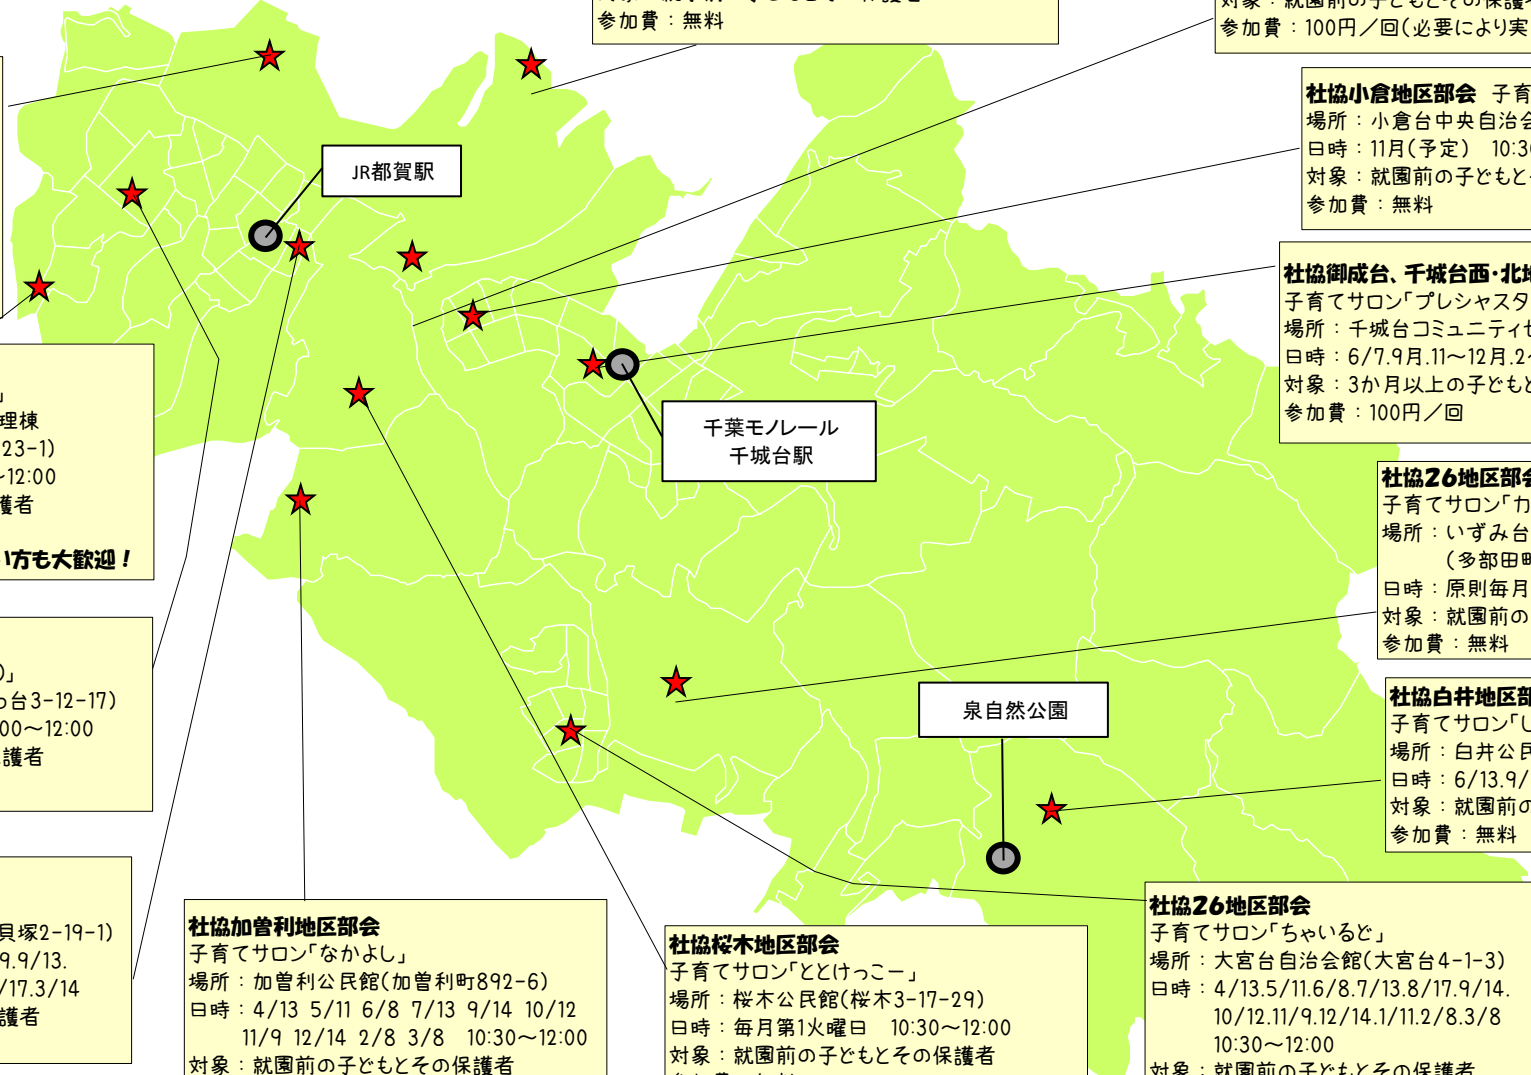 参加費：無料
対象：就園前の子どもとその保護者
参加費：100円／回(必要により実
社協小倉地区部会 子育
場所：小倉台中央自治会
日時：11月(予定) 10:30
対象：就園前の子どもと
参加費：無料
JR都賀駅
社協御成台、千城台西・北地
子育てサロン「プレシャスタ
場所：千城台コミュニティセ
日時：6/7.9月.11～12月.2～
対象：3か月以上の子どもと
参加費：100円／回
千葉モノレール
千城台駅
」
理棟
23-1)
～12:00
護者
い方も大歓迎！
社協26地区部会
子育てサロン「カ
場所：いずみ台
(多部田町
日時：原則毎月
対象：就園前の
参加費：無料
」
台3-12-17)
00～12:00
護者
泉自然公園
社協白井地区部
子育てサロン「し
場所：白井公民
日時：6/13.9/
対象：就園前の
参加費：無料
貝塚2-19-1)
9.9/13.
/17.3/14
護者
社協加曽利地区部会
子育てサロン「なかよし」
場所：加曽利公民館(加曽利町892-6)
日時：4/13 5/11 6/8 7/13 9/14 10/12
11/9 12/14 2/8 3/8 10:30～12:00
対象：就園前の子どもとその保護者
社協桜木地区部会
子育てサロン「ととけっこー」
場所：桜木公民館(桜木3-17-29)
日時：毎月第1火曜日 10:30～12:00
対象：就園前の子どもとその保護者
社協26地区部会
子育てサロン「ちゃいるど」
場所：大宮台自治会館(大宮台4-1-3)
日時：4/13.5/11.6/8.7/13.8/17.9/14.
10/12.11/9.12/14.1/11.2/8.3/8
10:30～12:00
対象：就園前の子どもとその保護者